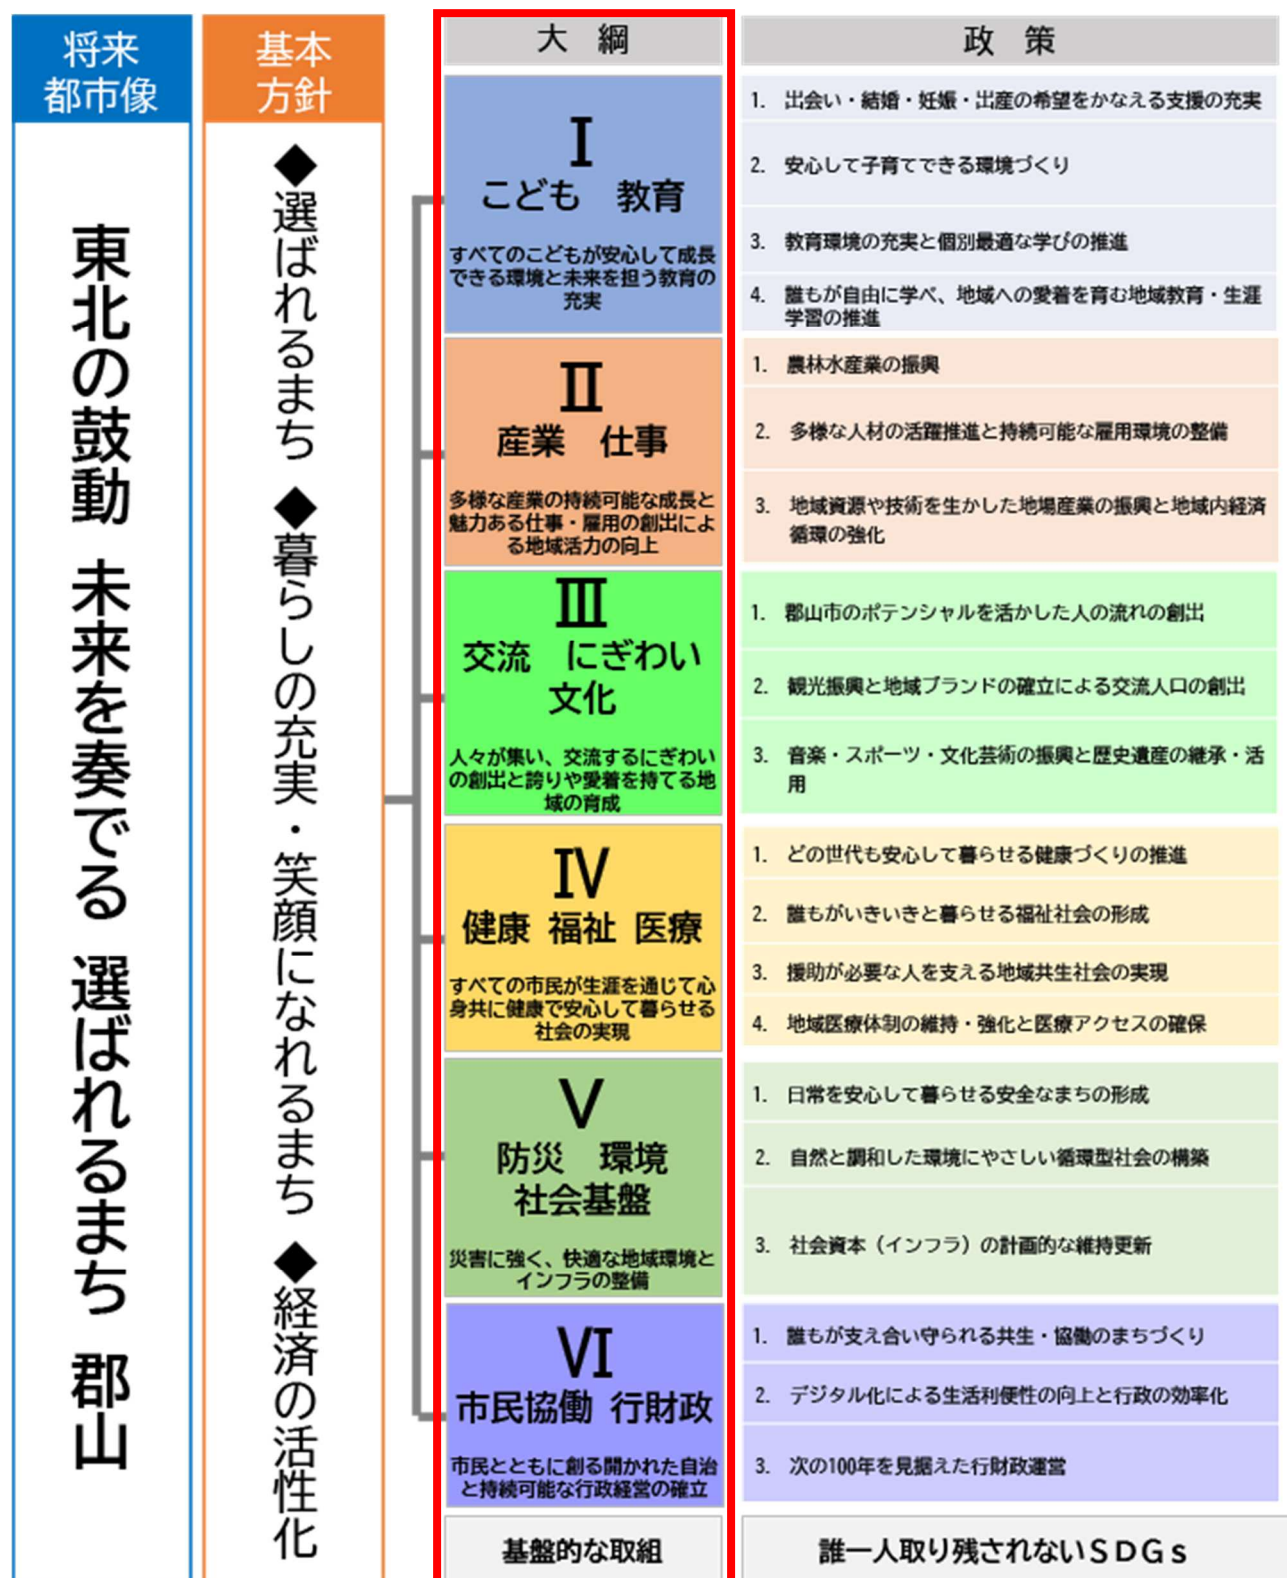 将来
都市像
東北の鼓動 未来を奏でる 選ばれるまち 郡山
基本
方針
◆選ばれるまち ◆暮らしの充実・笑顔になれるまち ◆経済の活性化
大 綱
政 策
Ⅰ
こども 教育
すべてのこどもが安心して成長
できる環境と未来を担う教育の
充実
1. 出会い・結婚・妊娠・出産の希望をかなえる支援の充実
2. 安心して子育てできる環境づくり
3. 教育環境の充実と個別最適な学びの推進
4. 誰もが自由に学べ、地域への愛着を育む地域教育・生涯
学習の推進
Ⅱ
産業 仕事
多様な産業の持続可能な成長と
魅力ある仕事・雇用の創出によ
る地域活力の向上
1. 農林水産業の振興
2. 多様な人材の活躍推進と持続可能な雇用環境の整備
3. 地域資源や技術を生かした地場産業の振興と地域内経済
循環の強化
Ⅲ
交流 にぎわい
文化
人々が集い、交流するにぎわい
の創出と誇りや愛着を持てる地
域の育成
1. 郡山市のポテンシャルを活かした人の流れの創出
2. 観光振興と地域ブランドの確立による交流人口の創出
3. 音楽・スポーツ・文化芸術の振興と歴史遺産の継承・活
用
Ⅳ
健康 福祉 医療
すべての市民が生涯を通じて心
身共に健康で安心して暮らせる
社会の実現
1. どの世代も安心して暮らせる健康づくりの推進
2. 誰もがいきいきと暮らせる福祉社会の形成
3. 援助が必要な人を支える地域共生社会の実現
4. 地域医療体制の維持・強化と医療アクセスの確保
Ⅴ
防災 環境
社会基盤
災害に強く、快適な地域環境と
インフラの整備
1. 日常を安心して暮らせる安全なまちの形成
2. 自然と調和した環境にやさしい循環型社会の構築
3. 社会資本（インフラ）の計画的な維持更新
Ⅵ
市民協働 行財政
市民とともに創る開かれた自治
と持続可能な行政経営の確立
1. 誰もが支え合い守られる共生・協働のまちづくり
2. デジタル化による生活利便性の向上と行政の効率化
3. 次の100年を見据えた行財政運営
基盤的な取組
誰一人取り残されないＳＤＧｓ